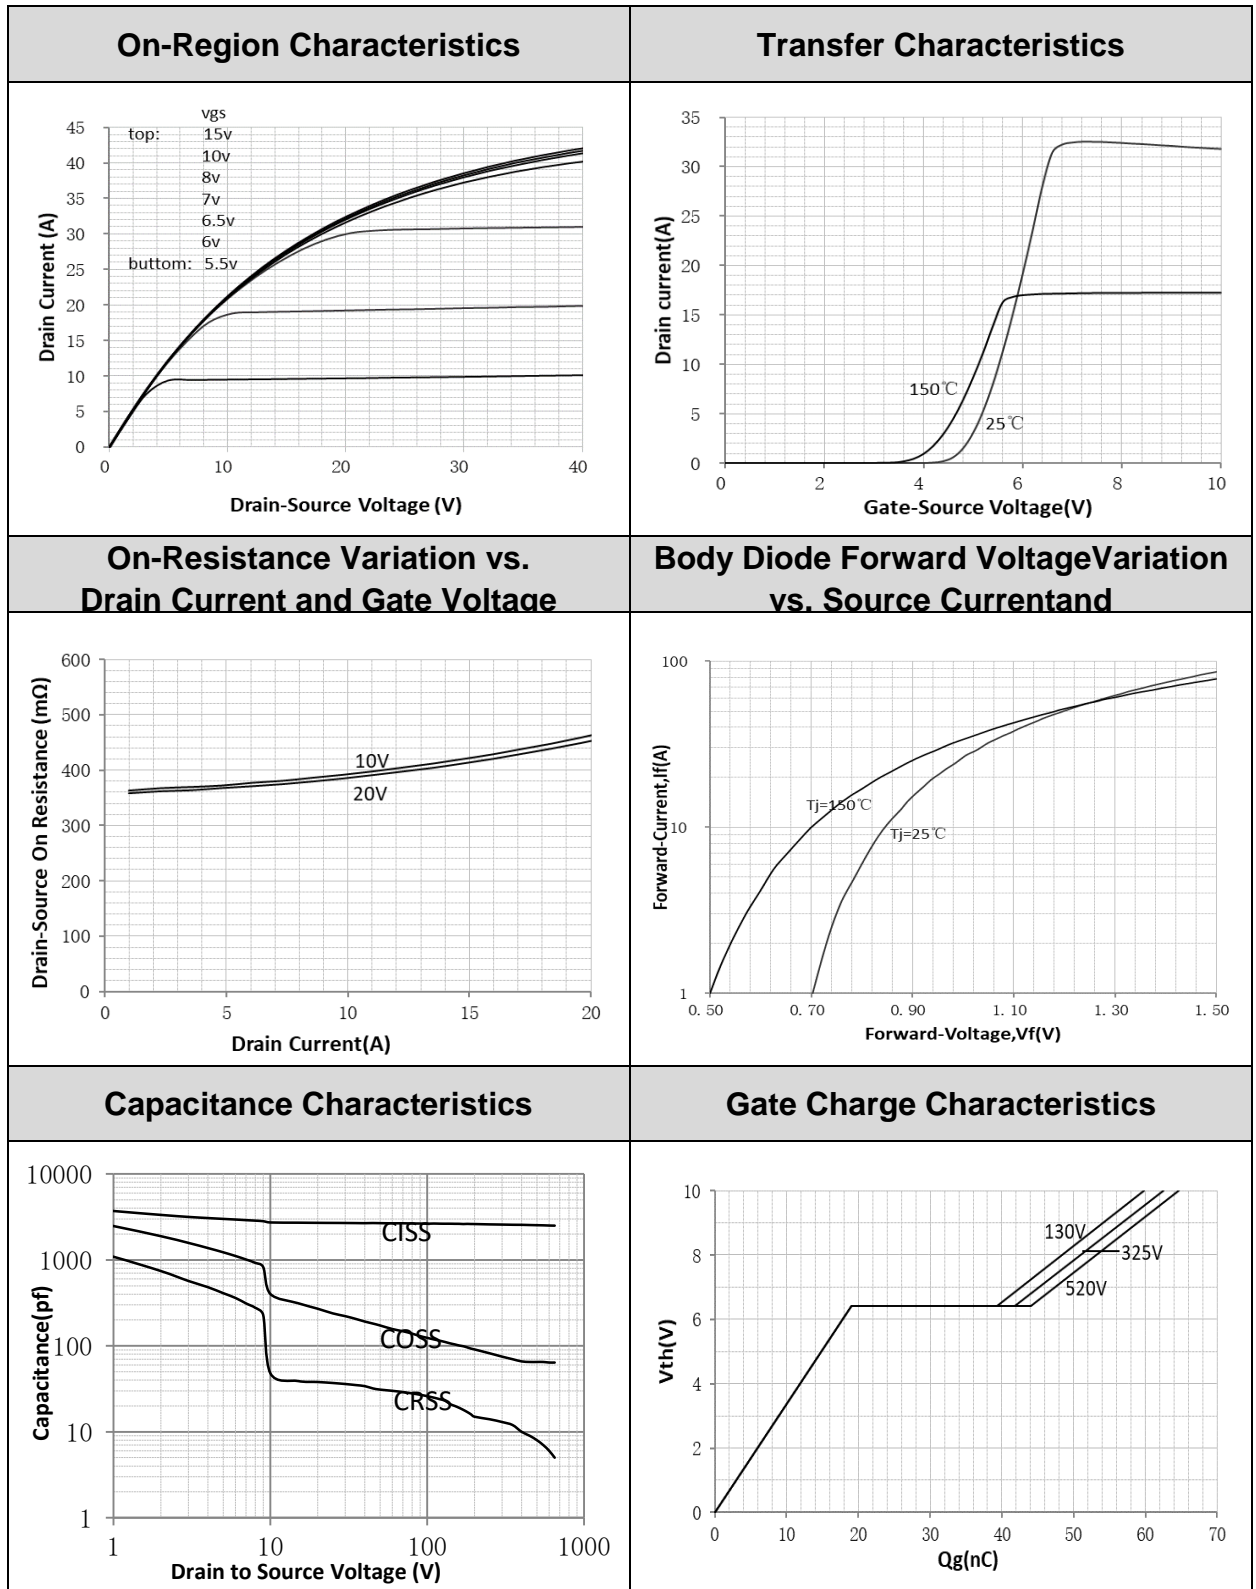 On-Region Characteristics
Transfer Characteristics
vgs
top: 15v
10v
8v
7v
6.5v
6v
buttom: 5.5v
45
40
35
30
25
20
15
10
5
0
0 10 20 30 40
Drain Current (A)
Drain-Source Voltage (V)
35
30
25
20
15
10
5
0
0 2 4 6 8 10
Drain current(A)
150℃
25℃
Gate-Source Voltage(V)
On-Resistance Variation vs.
Drain Current and Gate Voltage
Body Diode Forward VoltageVariation
vs. Source Currentand
600
500
400
300
200
100
0
0 5 10 15 20
Drain-Source On Resistance (mΩ)
10V
20V
Drain Current(A)
100
10
1
0.50 0.70 0.90 1.10 1.30 1.50
Forward-Current,If(A)
Tj=150℃
Tj=25℃
Forward-Voltage,Vf(V)
Capacitance Characteristics
Gate Charge Characteristics
10000
1000
100
10
1
1 10 100 1000
Capacitance(pf)
CISS
COSS
CRSS
Drain to Source Voltage (V)
10
8
6
4
2
0
0 10 20 30 40 50 60 70
Vth(V)
130V
325V
520V
Qg(nC)